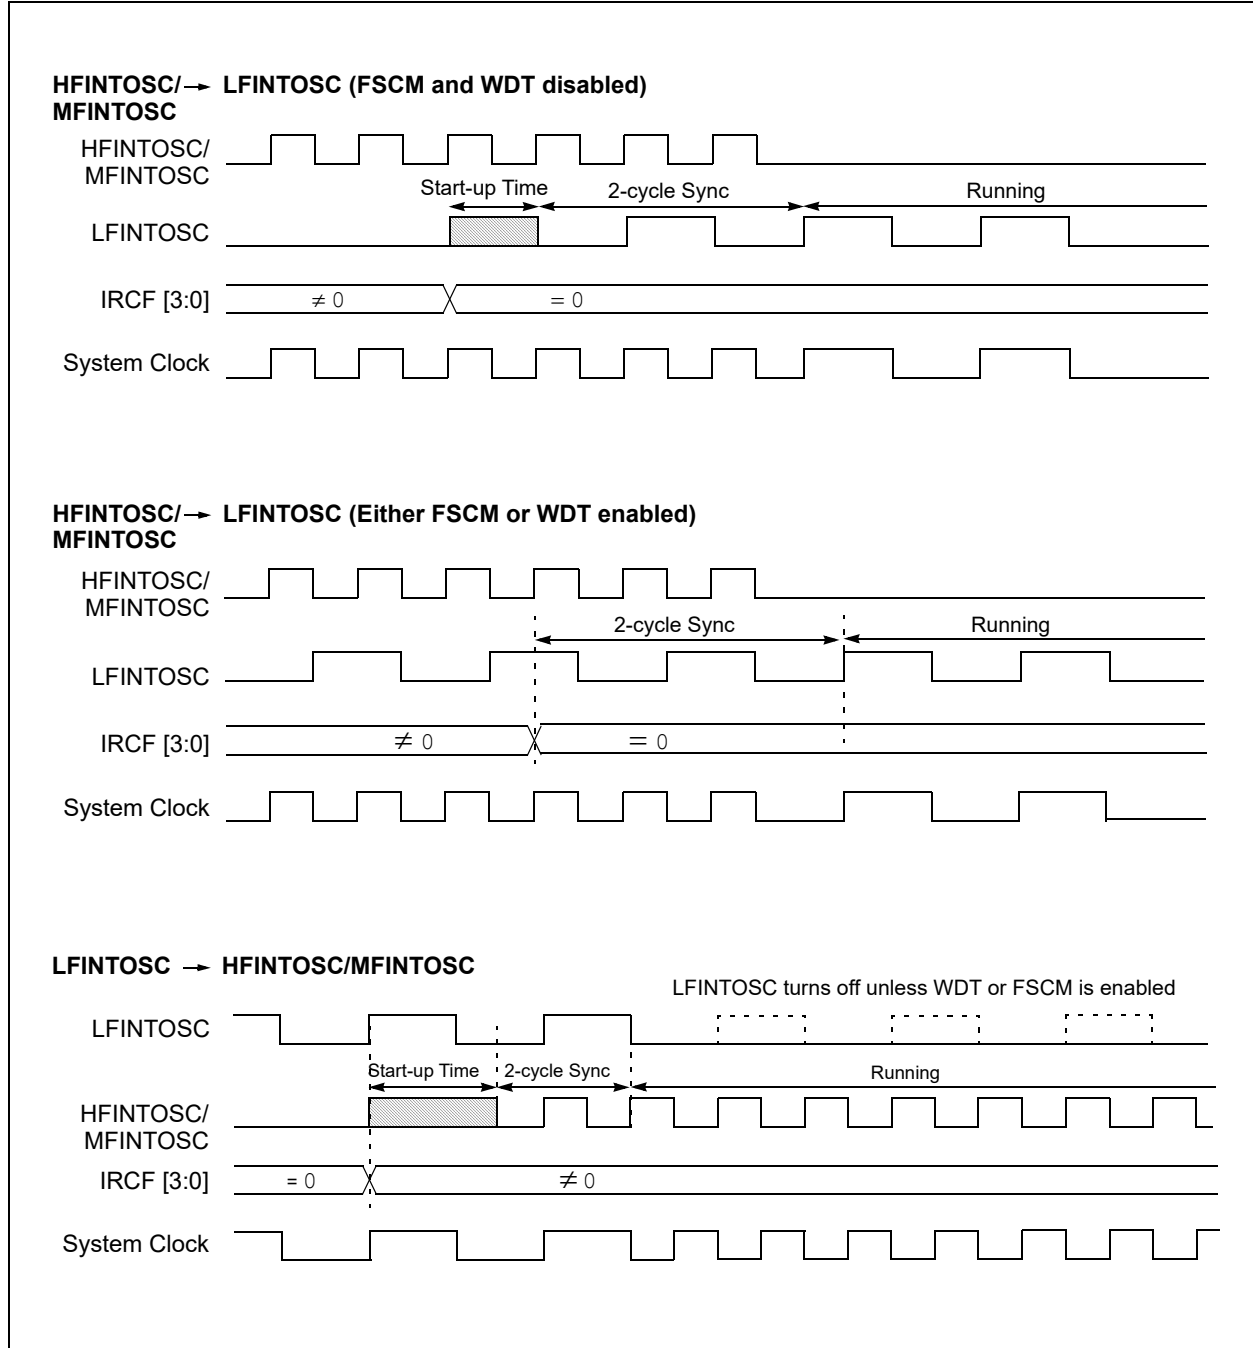 HFINTOSC/→ LFINTOSC (FSCM and WDT disabled)
MFINTOSC
HFINTOSC/
MFINTOSC
Start-up Time 2-cycle Sync Running
LFINTOSC
IRCF [3:0] ≠ 0 = 0
System Clock
HFINTOSC/→ LFINTOSC (Either FSCM or WDT enabled)
MFINTOSC
HFINTOSC/
MFINTOSC
2-cycle Sync Running
LFINTOSC
IRCF [3:0] ≠ 0 = 0
System Clock
LFINTOSC → HFINTOSC/MFINTOSC
LFINTOSC turns off unless WDT or FSCM is enabled
LFINTOSC
Start-up Time 2-cycle Sync Running
HFINTOSC/
MFINTOSC
IRCF [3:0] = 0 ≠ 0
System Clock